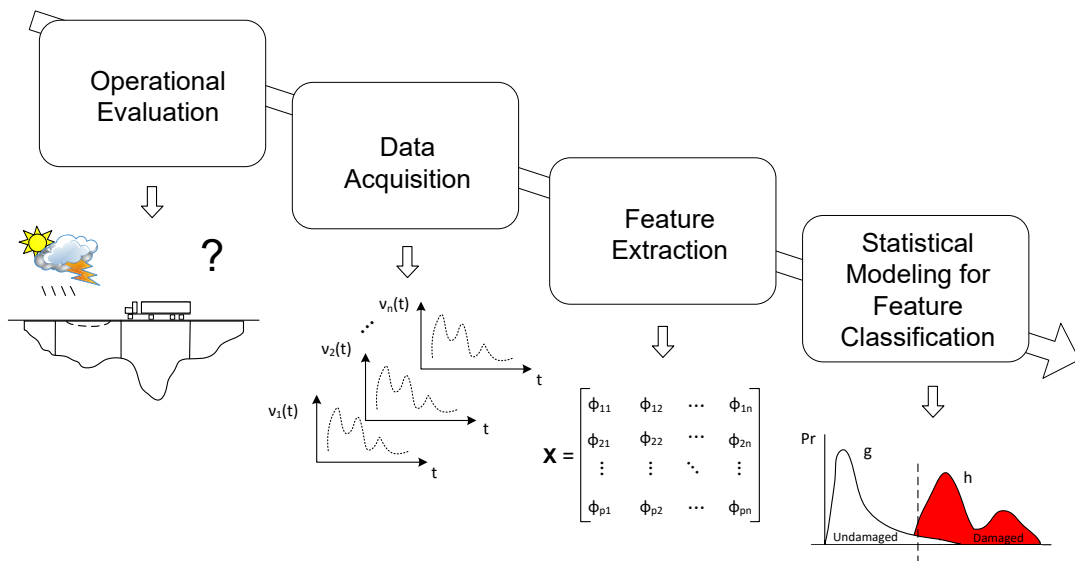 Operational
Evaluation
Data
Acquisition
Feature
Extraction
Statistical
Modeling for
Feature
Classification
?
v₁(t)
t
v₂(t)
t
⋰
vₙ(t)
t
X = [ ϕ₁₁ ϕ₁₂ ⋯ ϕ₁ₙ
ϕ₂₁ ϕ₂₂ ⋯ ϕ₂ₙ
⋮ ⋮ ⋱ ⋮
ϕₚ₁ ϕₚ₂ ⋯ ϕₚₙ ]
Pr
g
h
Undamaged
Damaged